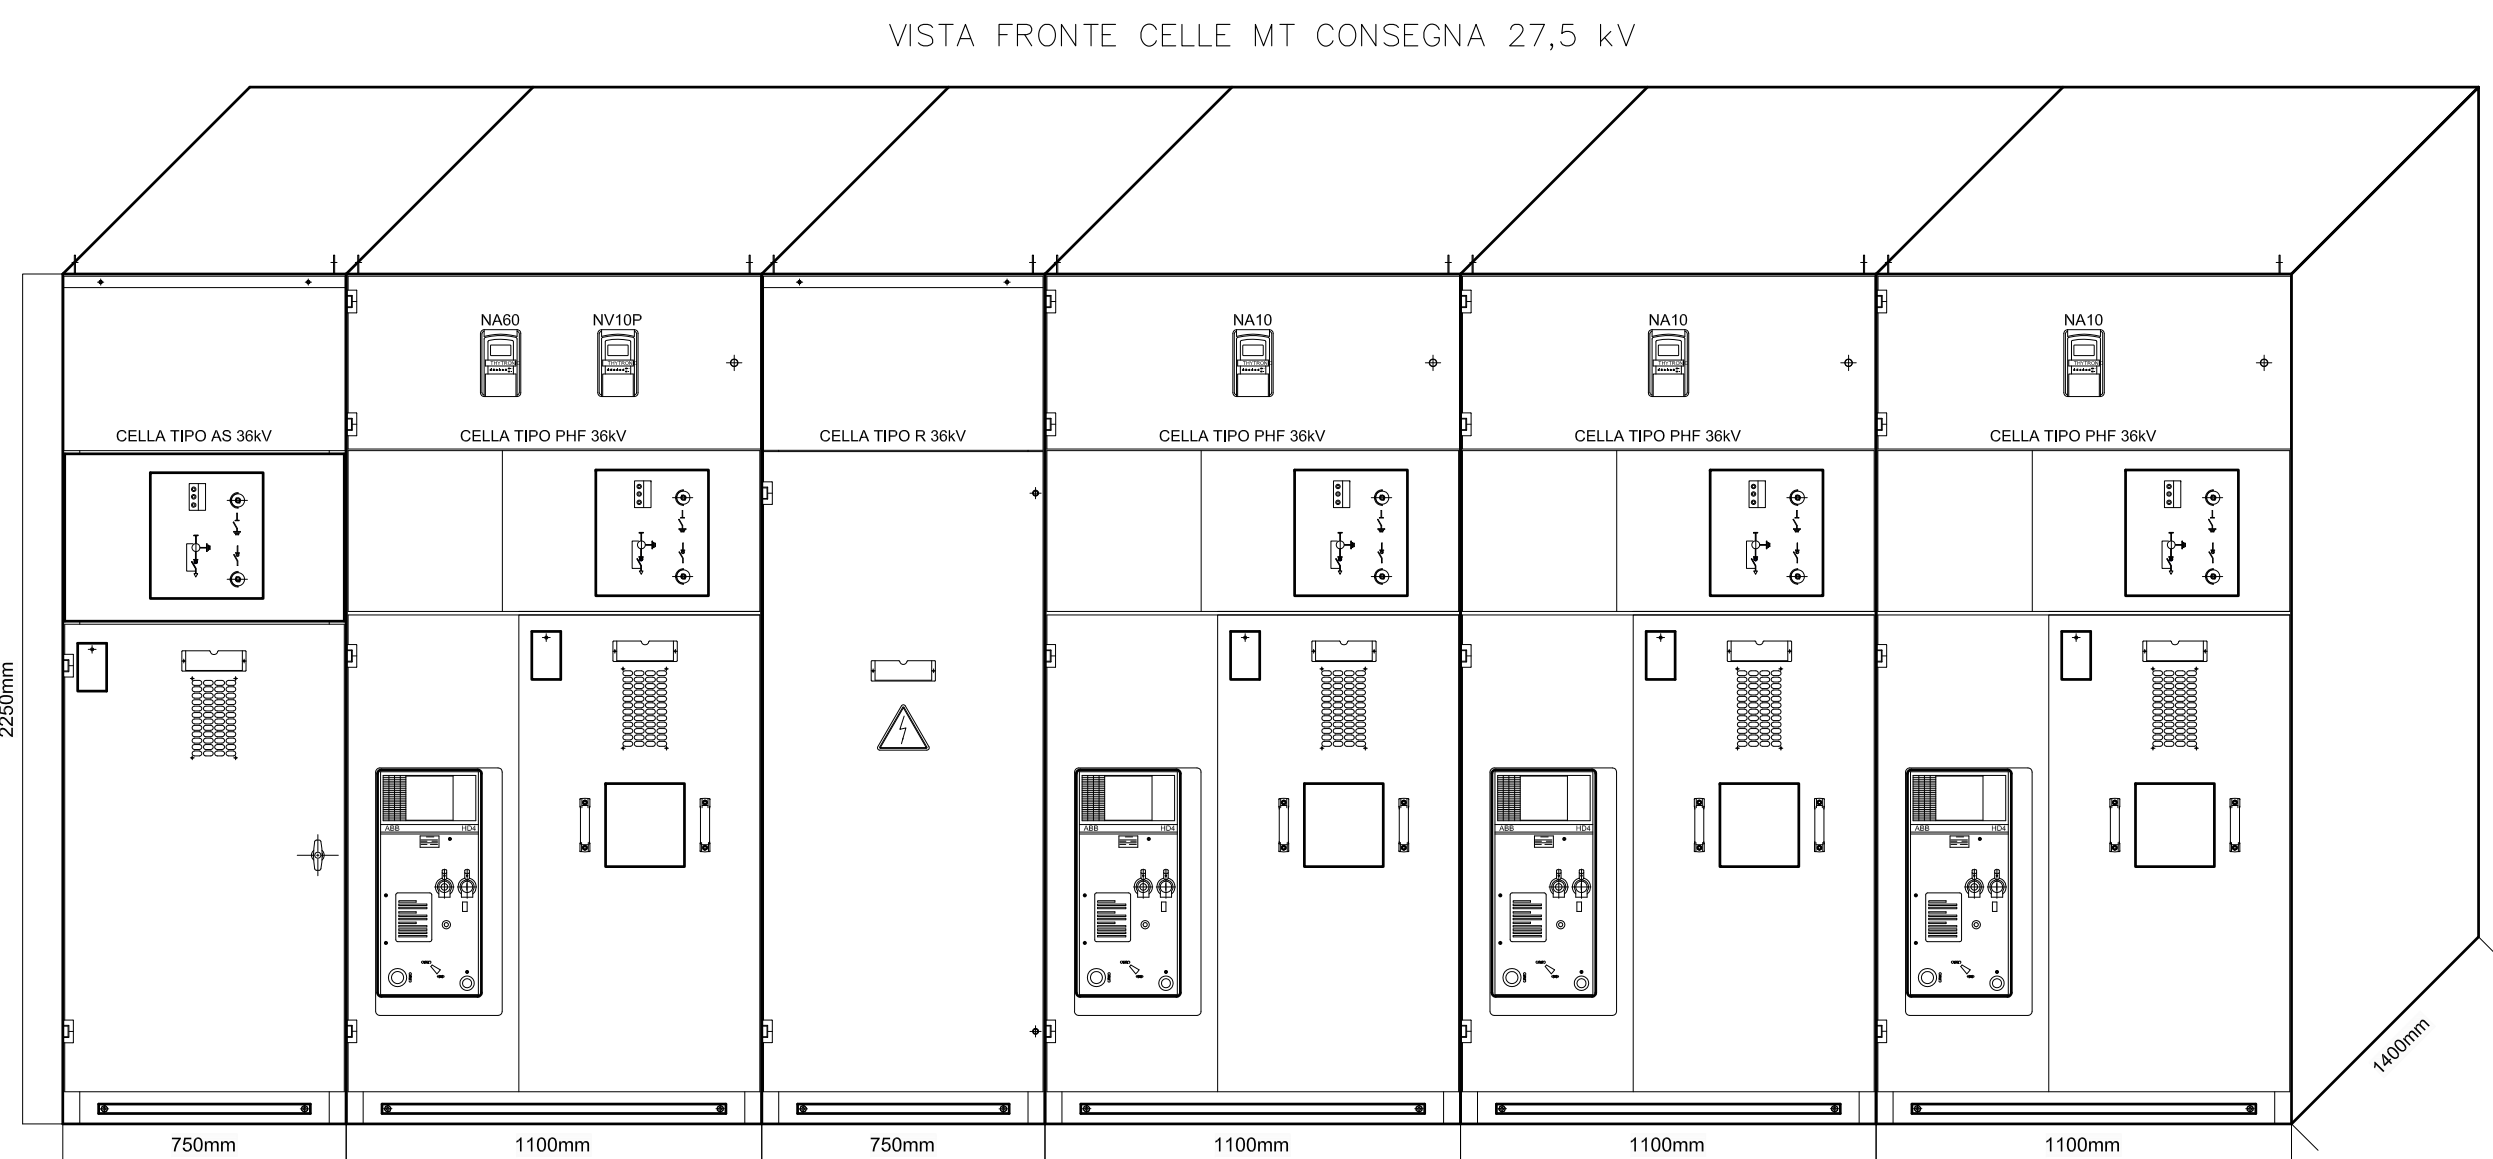 VISTA FRONTE CELLE MT CONSEGNA 27,5 kV
NA60
NV10P
NA10
NA10
NA10
CELLA TIPO AS 36kV
CELLA TIPO PHF 36kV
CELLA TIPO R 36kV
CELLA TIPO PHF 36kV
CELLA TIPO PHF 36kV
CELLA TIPO PHF 36kV
2250mm
ABB HD4
ABB HD4
ABB HD4
ABB HD4
1400mm
750mm
1100mm
750mm
1100mm
1100mm
1100mm